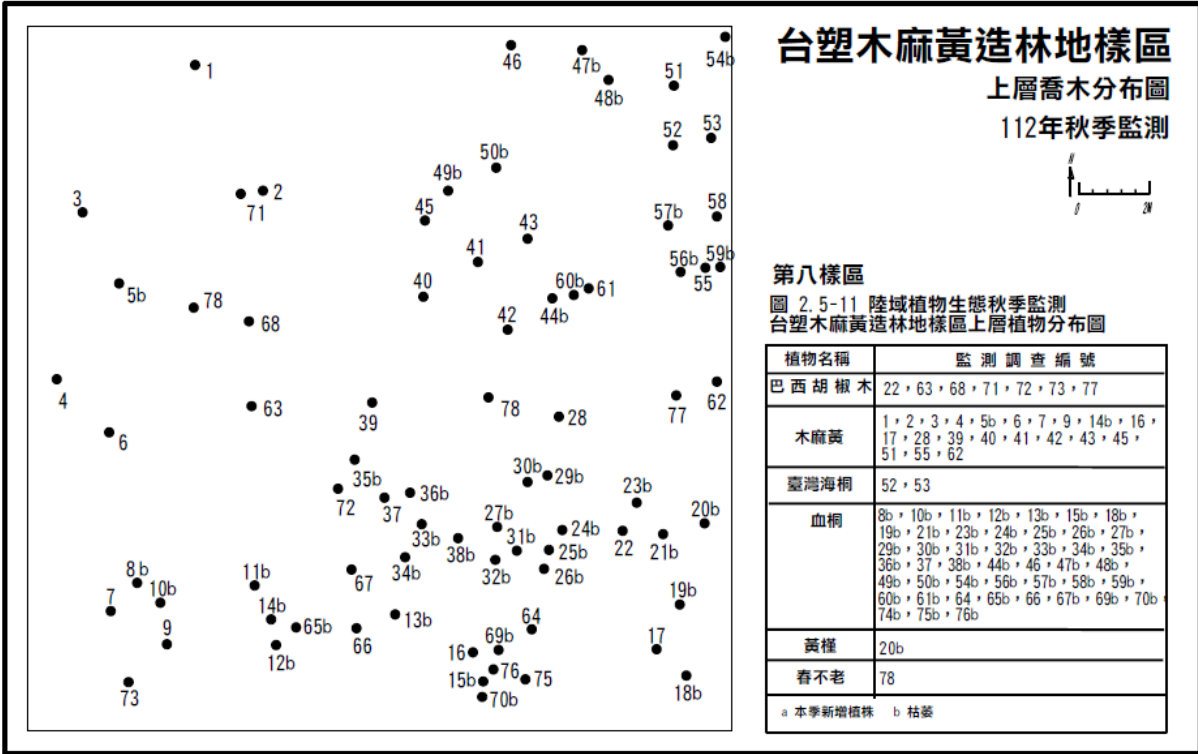 台塑木麻黃造林地樣區
上層喬木分布圖
112年秋季監測
N
0 2M
46
47b
54b
1
48b
51
52
53
50b
49b
2
71
3
45
43
57b
58
41
56b
59b
55
5b
78
40
60b
61
44b
68
42
4
63
39
78
28
77
62
6
35b
30b
29b
72
37
36b
23b
27b
24b
20b
33b
38b
31b
25b
22
21b
34b
32b
26b
67
8b
11b
10b
7
14b
65b
13b
64
19b
9
12b
66
16
69b
17
76
15b
75
73
70b
18b
第八樣區
圖 2.5-11 陸域植物生態秋季監測
台塑木麻黃造林地樣區上層植物分布圖
植物名稱 監測調查編號
巴西胡椒木 22,63,68,71,72,73,77
木麻黃 1,2,3,4,5b,6,7,9,14b,16,
17,28,39,40,41,42,43,45,
51,55,62
臺灣海桐 52,53
血桐 8b,10b,11b,12b,13b,15b,18b,
19b,21b,23b,24b,25b,26b,27b,
29b,30b,31b,32b,33b,34b,35b,
36b,37,38b,44b,46,47b,48b,
49b,50b,54b,56b,57b,58b,59b,
60b,61b,64,65b,66,67b,69b,70b,
74b,75b,76b
黃槿 20b
春不老 78
a 本季新增植株 b 枯萎